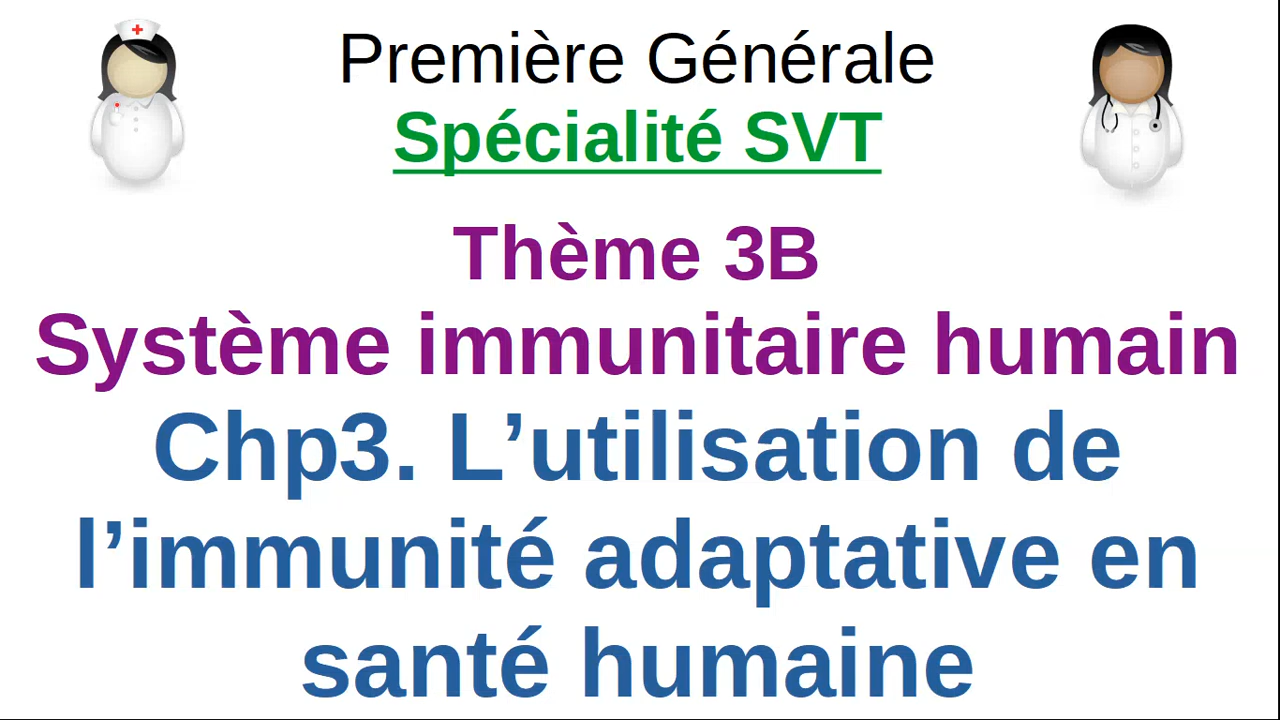 Première Générale
Spécialité SVT
Thème 3B
Système immunitaire humain
Chp3. L’utilisation de
l’immunité adaptative en
santé humaine